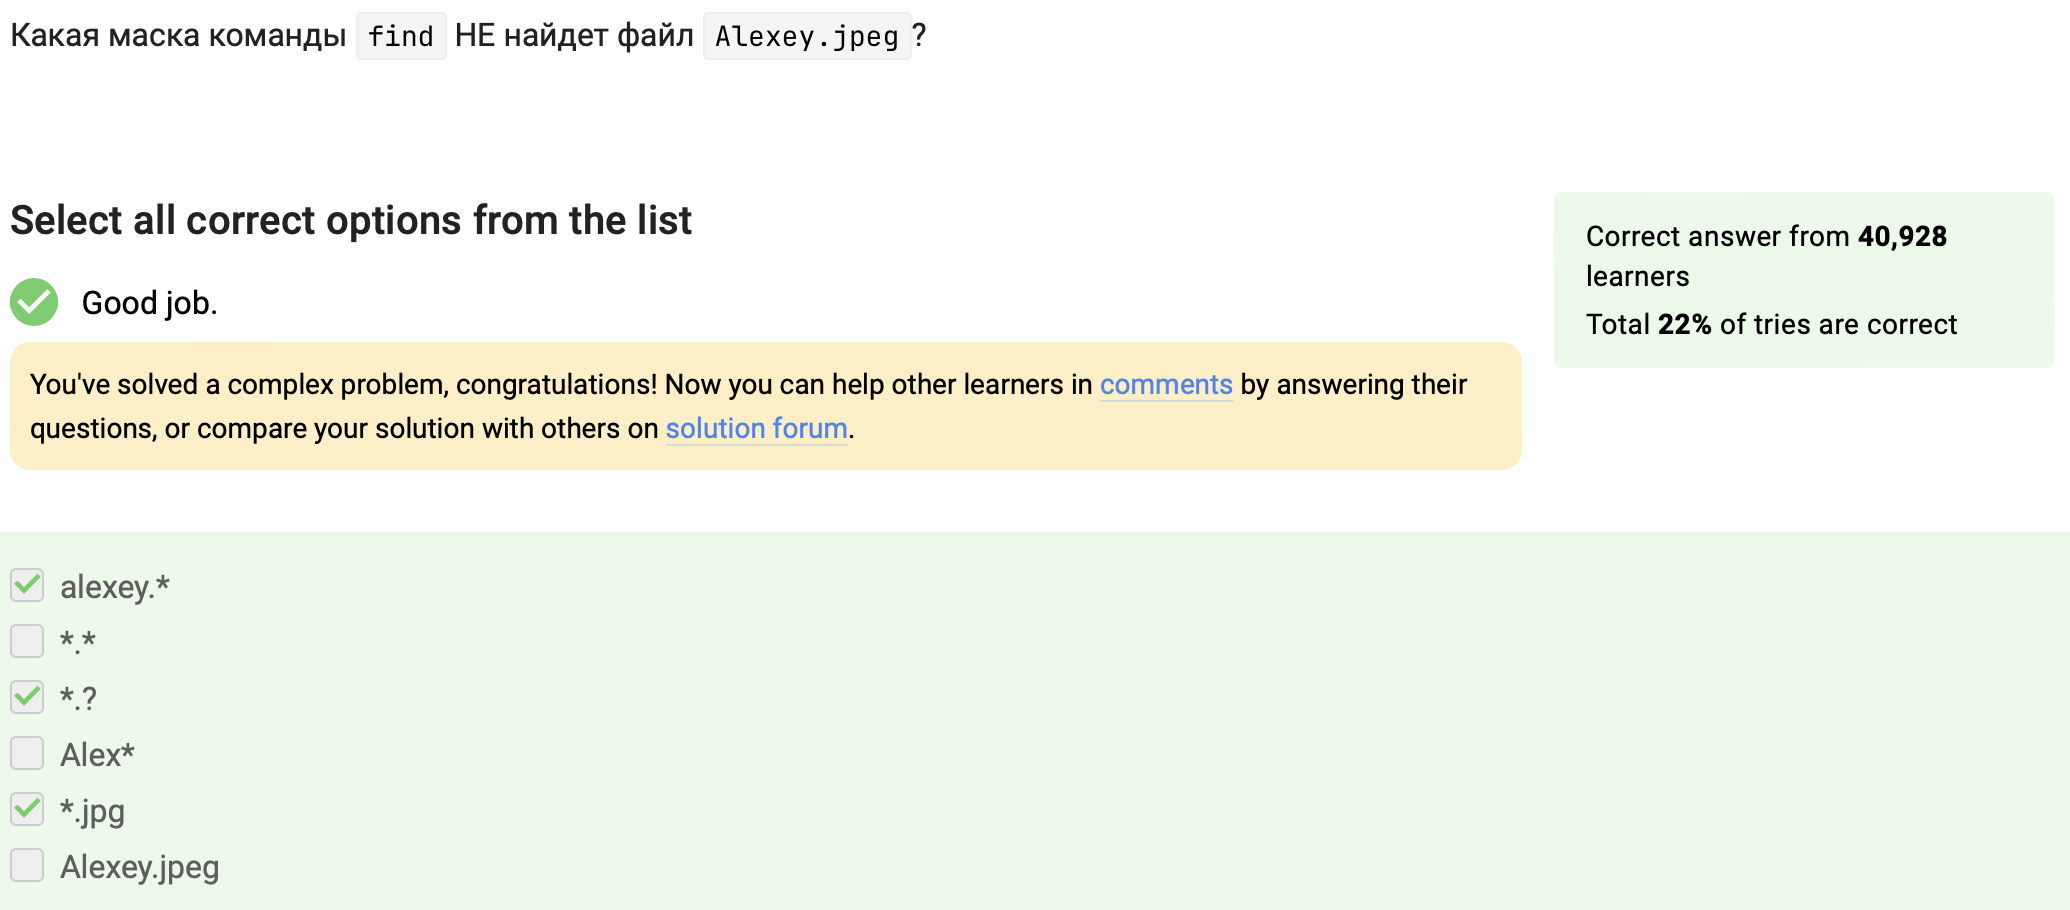 Какая маска команды find НЕ найдет файл Alexey.jpeg?
Select all correct options from the list
Good job.
You've solved a complex problem, congratulations! Now you can help other learners in comments by answering their
questions, or compare your solution with others on solution forum.
Correct answer from 40,928
learners
Total 22% of tries are correct
alexey.*
*.*
*.?
Alex*
*.jpg
Alexey.jpeg